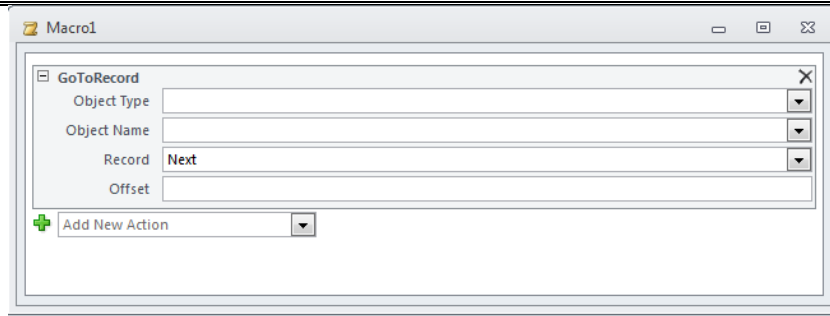 Macro1
GoToRecord
Object Type
Object Name
Record Next
Offset
Add New Action